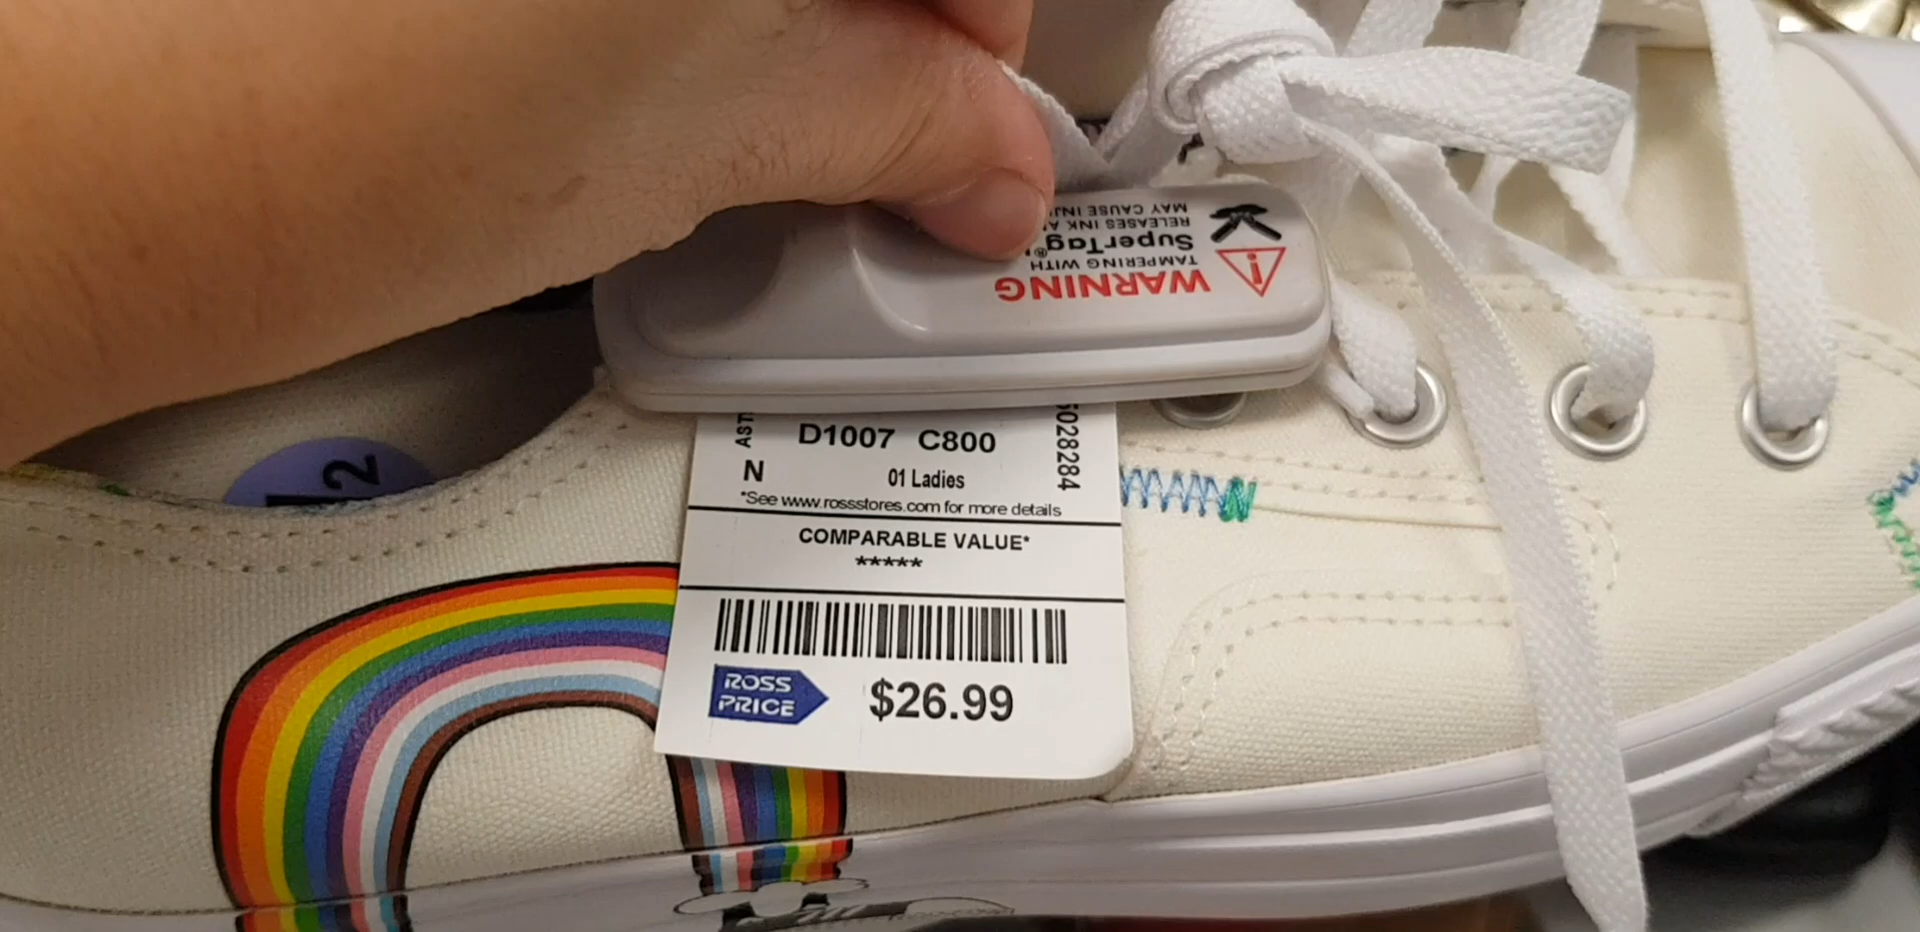 WARNING
TAMPERING WITH
SuperTag®
RELEASES INK
MAY CAUSE
D1007 C800
N
01 Ladies
*See www.rossstores.com for more details
COMPARABLE VALUE*
*****
ROSS
PRICE
$26.99